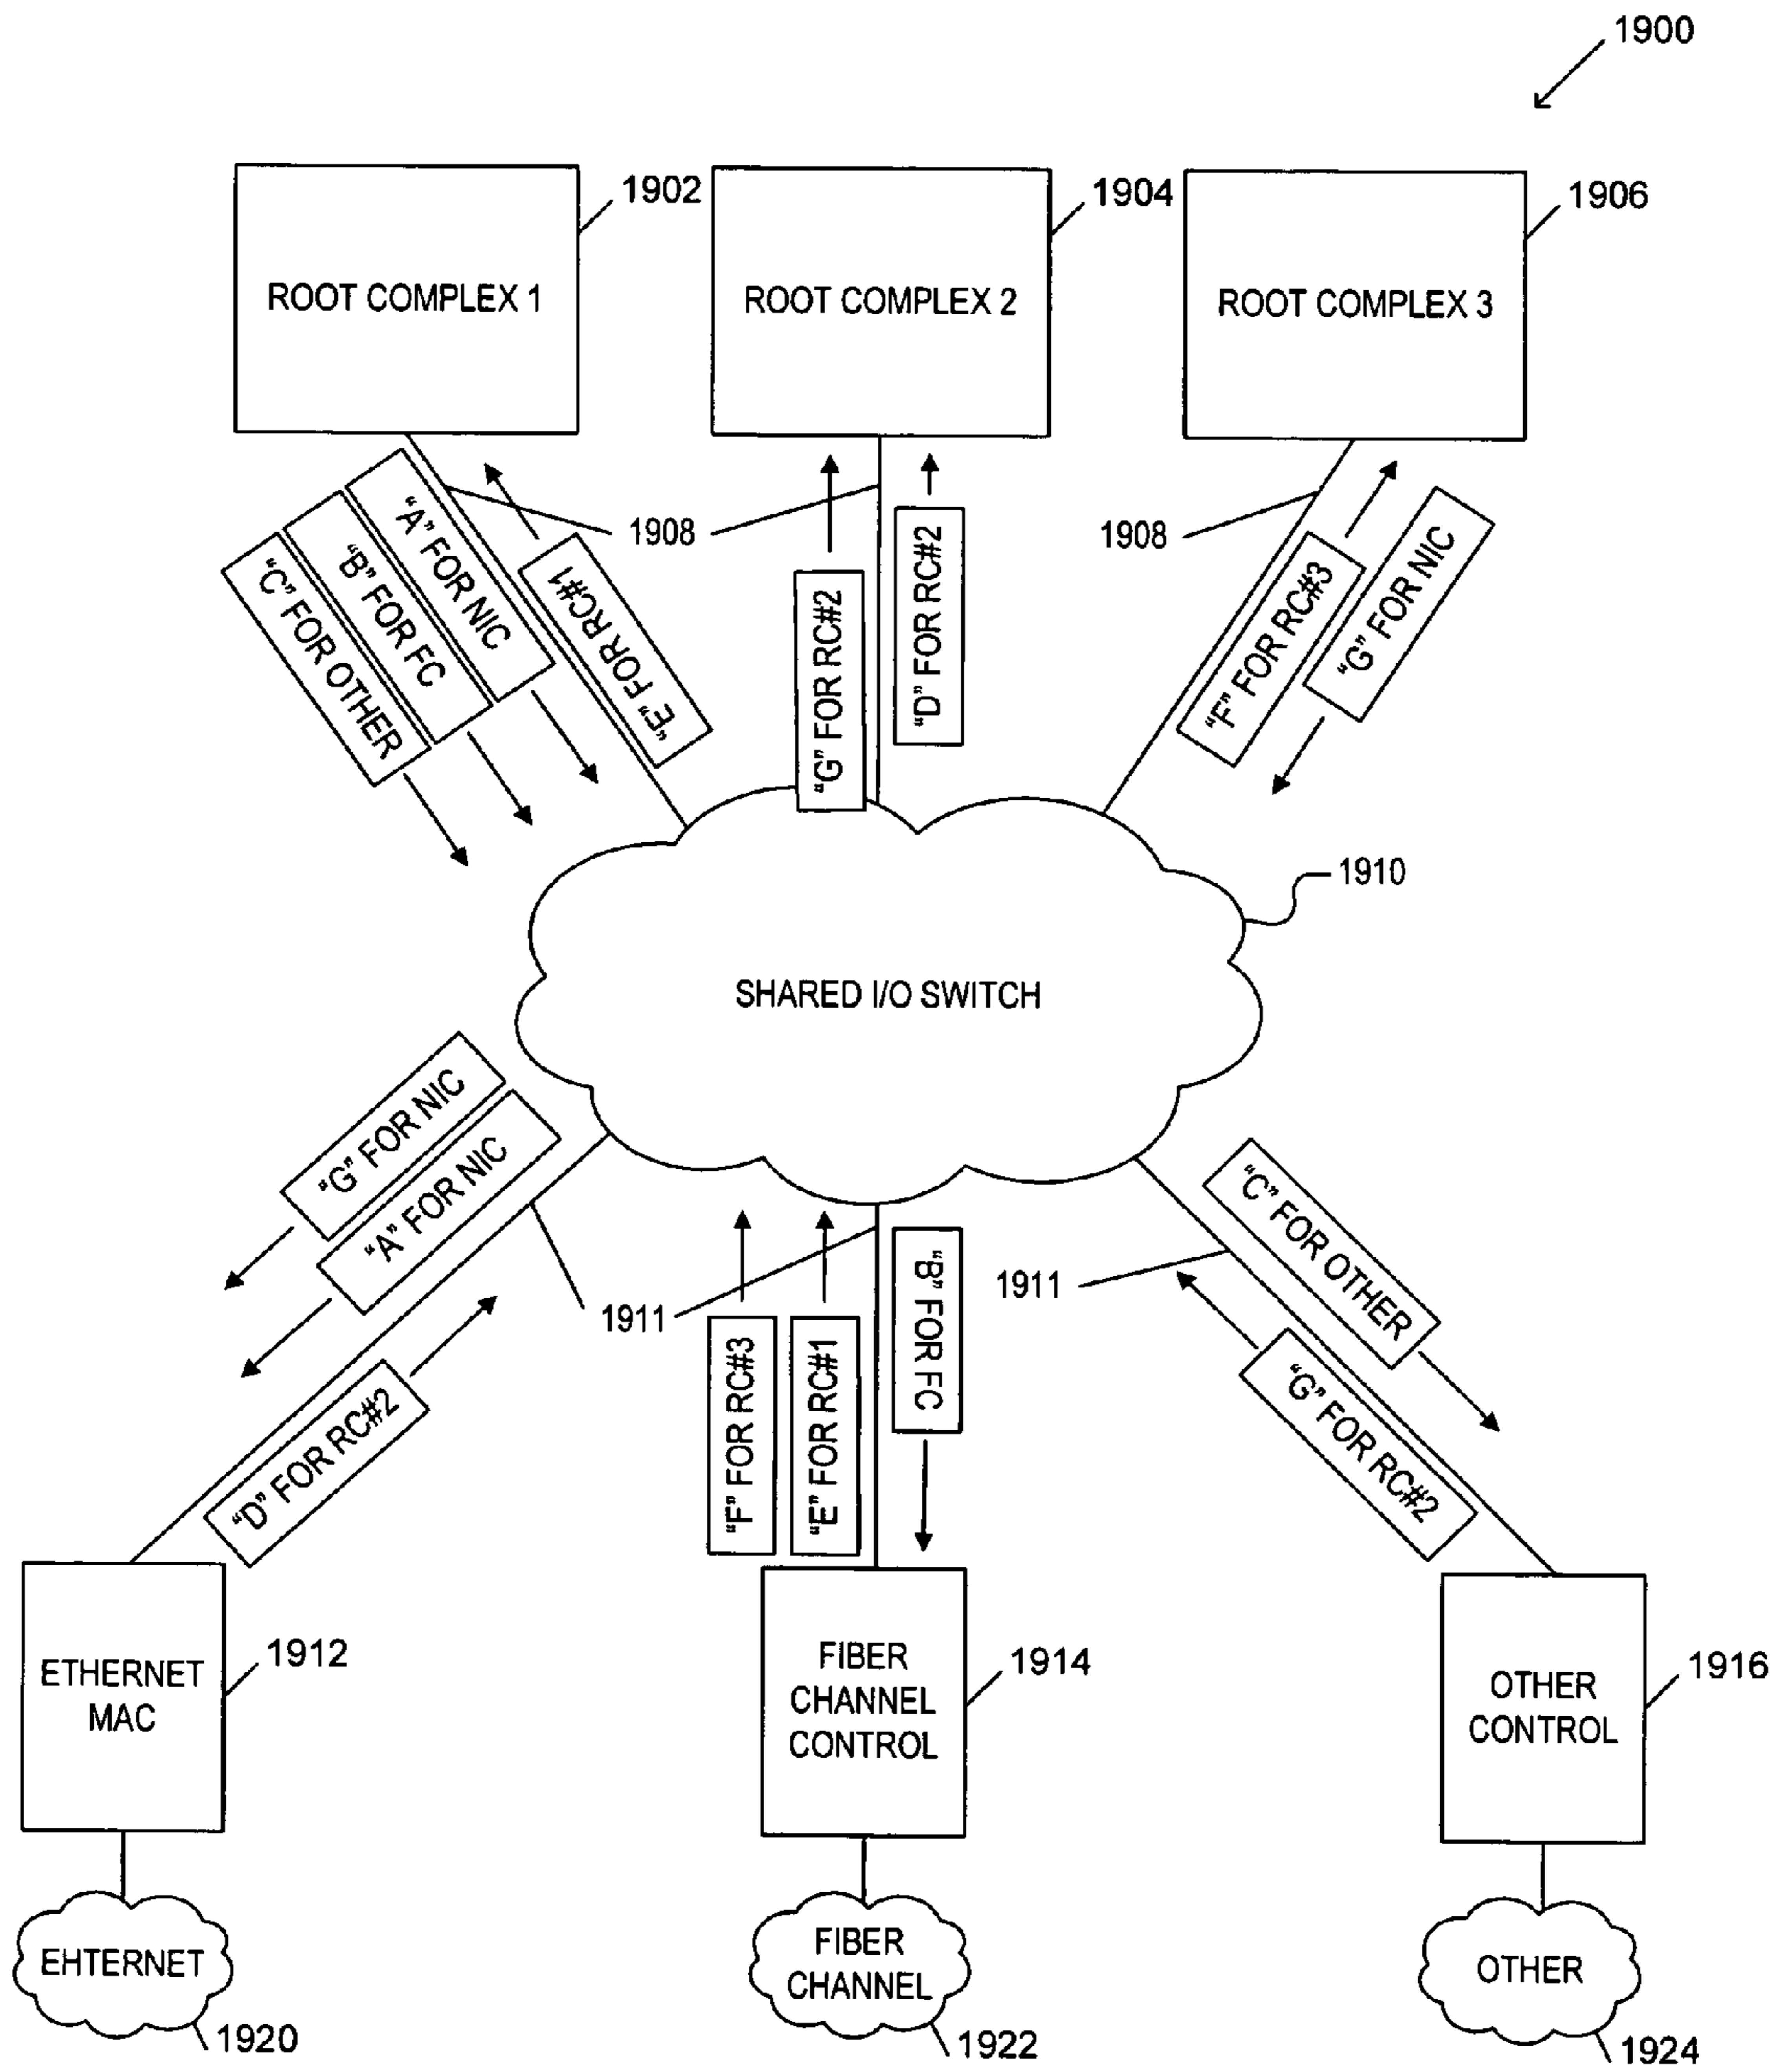 1900
1902
1904
1906
ROOT COMPLEX 1
ROOT COMPLEX 2
ROOT COMPLEX 3
"C" FOR OTHER
"B" FOR FC
"A" FOR NIC
"E" FOR RC#1
1908
"G" FOR RC#2
"D" FOR RC#2
1908
"F" FOR RC#3
"G" FOR NIC
1910
SHARED I/O SWITCH
"G" FOR NIC
"A" FOR NIC
"D" FOR RC#2
1911
"F" FOR RC#3
"E" FOR RC#1
"B" FOR FC
1911
"C" FOR OTHER
"G" FOR RC#2
ETHERNET
MAC
1912
FIBER
CHANNEL
CONTROL
1914
OTHER
CONTROL
1916
EHTERNET
1920
FIBER
CHANNEL
1922
OTHER
1924